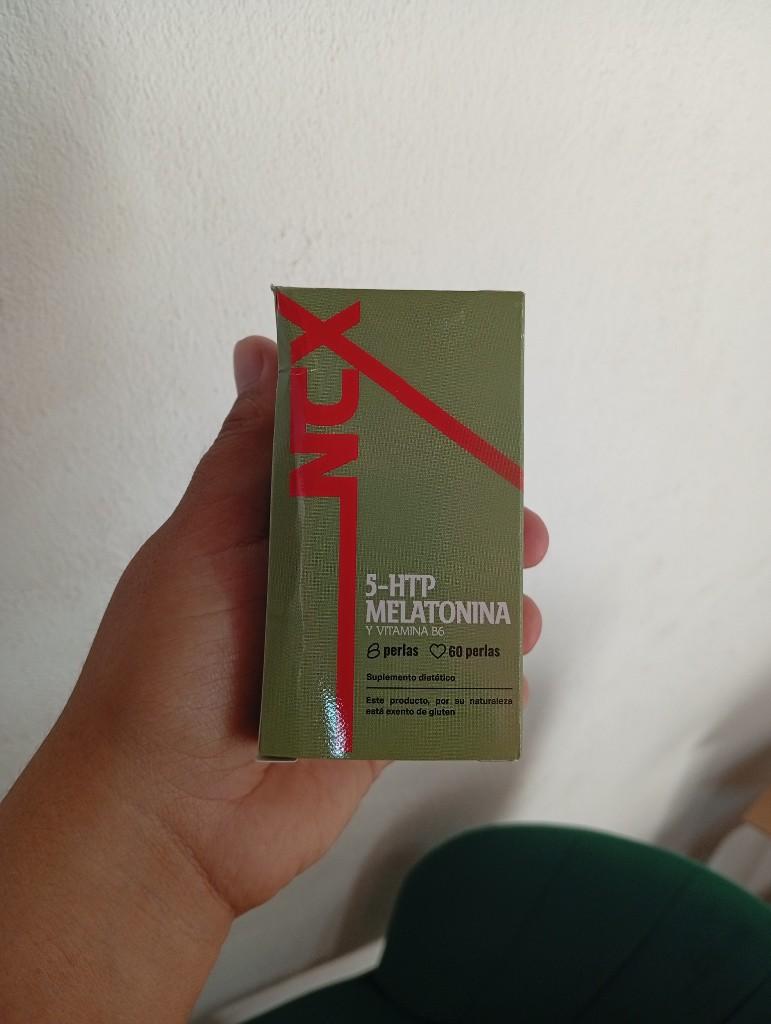 NCX
5-HTP
MELATONINA
Y VITAMINA B6
perlas 60 perlas
Suplemento dietético
Este producto, por su naturaleza
está exento de gluten